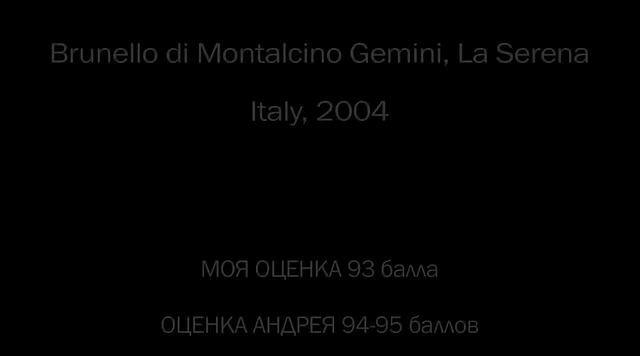 Brunello di Montalcino Gemini, La Serena
Italy, 2004
МОЯ ОЦЕНКА 93 балла
ОЦЕНКА АНДРЕЯ 94-95 баллов